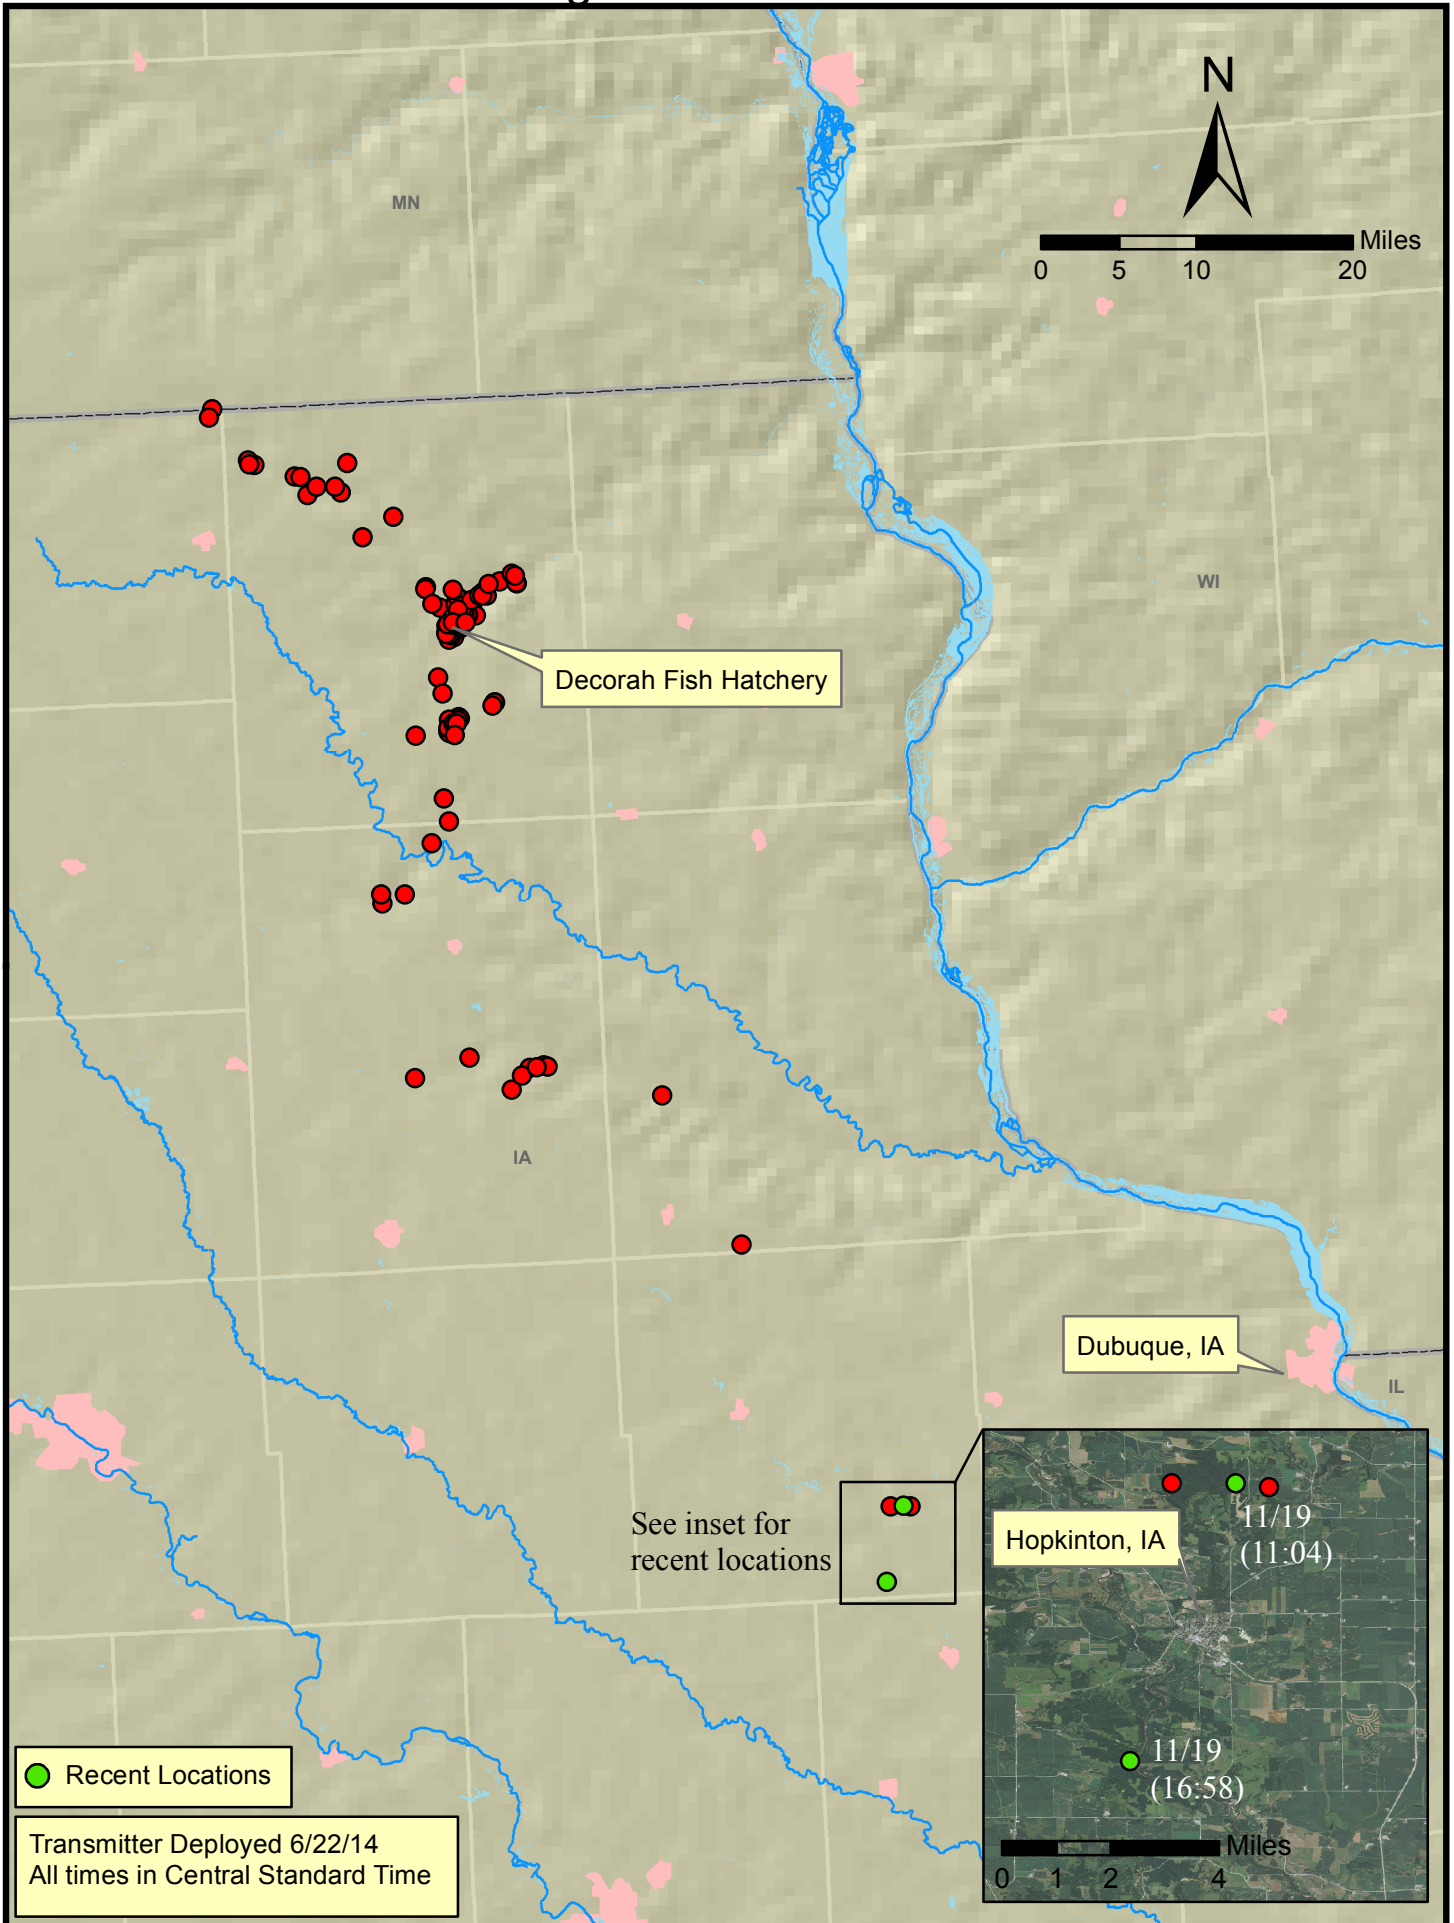 N
MN
Miles
0 5 10 20
WI
Decorah Fish Hatchery
IA
Dubuque, IA
IL
See inset for
recent locations
11/19
(11:04)
Hopkinton, IA
11/19
(16:58)
Miles
0 1 2 4
Recent Locations
Transmitter Deployed 6/22/14
All times in Central Standard Time